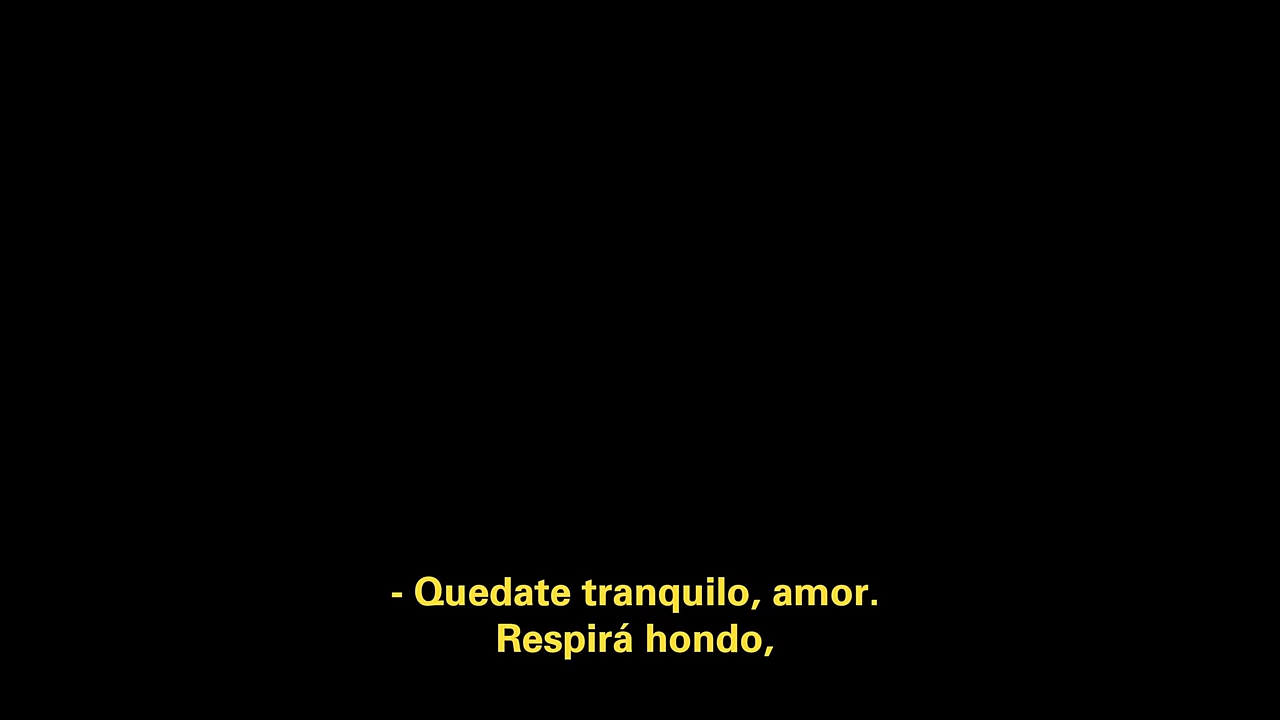 - Quedate tranquilo, amor.
Respirá hondo,